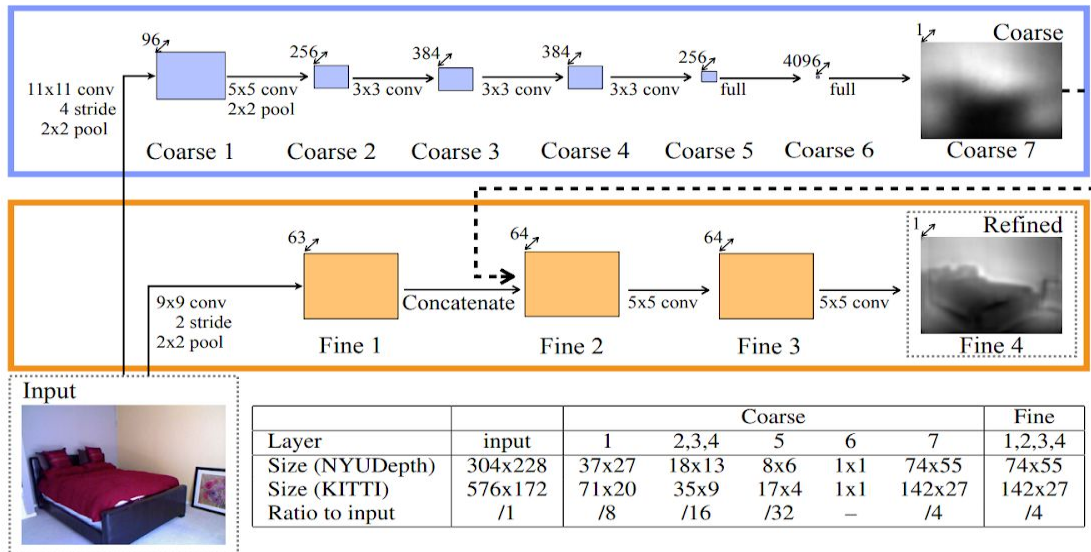 96
11x11 conv
4 stride
2x2 pool
5x5 conv
2x2 pool
256
3x3 conv
384
3x3 conv
384
3x3 conv
256
full
4096
full
1
Coarse
Coarse 1
Coarse 2
Coarse 3
Coarse 4
Coarse 5
Coarse 6
Coarse 7
9x9 conv
2 stride
2x2 pool
63
Concatenate
64
5x5 conv
64
5x5 conv
1
Refined
Fine 1
Fine 2
Fine 3
Fine 4
Input
Coarse Fine
Layer input 1 2,3,4 5 6 7 1,2,3,4
Size (NYUDepth) 304x228 37x27 18x13 8x6 1x1 74x55 74x55
Size (KITTI) 576x172 71x20 35x9 17x4 1x1 142x27 142x27
Ratio to input /1 /8 /16 /32 – /4 /4